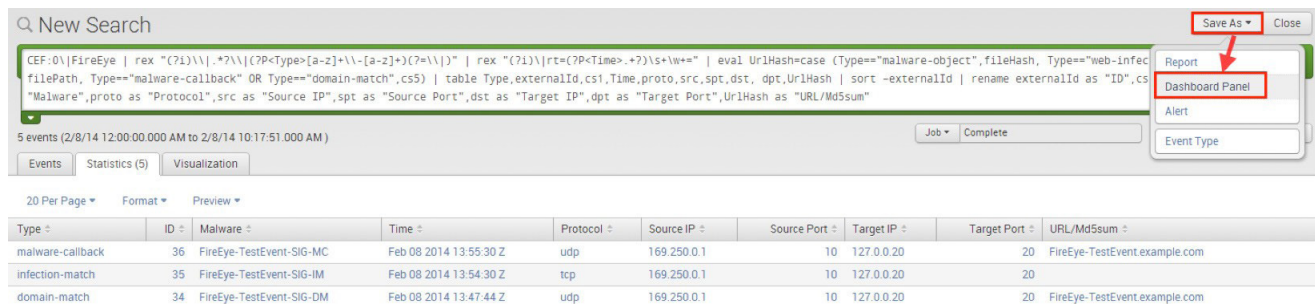 New Search
Save As
Close
CEF:0\|FireEye | rex "(?i)\\|.*?\\|(?P<Type>[a-z]+\\-[a-z]+)(?=\\|)" | rex "(?i)\|rt=(?P<Time>.+?)\s+\w+=" | eval UrlHash=case (Type=="malware-object",fileHash, Type=="web-infec
filePath, Type=="malware-callback" OR Type=="domain-match",cs5) | table Type,externalId,cs1,Time,proto,src,spt,dst, dpt,UrlHash | sort -externalId | rename externalId as "ID",cs
"Malware",proto as "Protocol",src as "Source IP",spt as "Source Port",dst as "Target IP",dpt as "Target Port",UrlHash as "URL/Md5sum"
Report
Dashboard Panel
Alert
Event Type
5 events (2/8/14 12:00:00.000 AM to 2/8/14 10:17:51.000 AM )
Job Complete
Events Statistics (5) Visualization
20 Per Page Format Preview
Type ID Malware Time Protocol Source IP Source Port Target IP Target Port URL/Md5sum
malware-callback 36 FireEye-TestEvent-SIG-MC Feb 08 2014 13:55:30 Z udp 169.250.0.1 10 127.0.0.20 20 FireEye-TestEvent.example.com
infection-match 35 FireEye-TestEvent-SIG-IM Feb 08 2014 13:54:30 Z tcp 169.250.0.1 10 127.0.0.20 20
domain-match 34 FireEye-TestEvent-SIG-DM Feb 08 2014 13:47:44 Z udp 169.250.0.1 10 127.0.0.20 20 FireEye-TestEvent.example.com